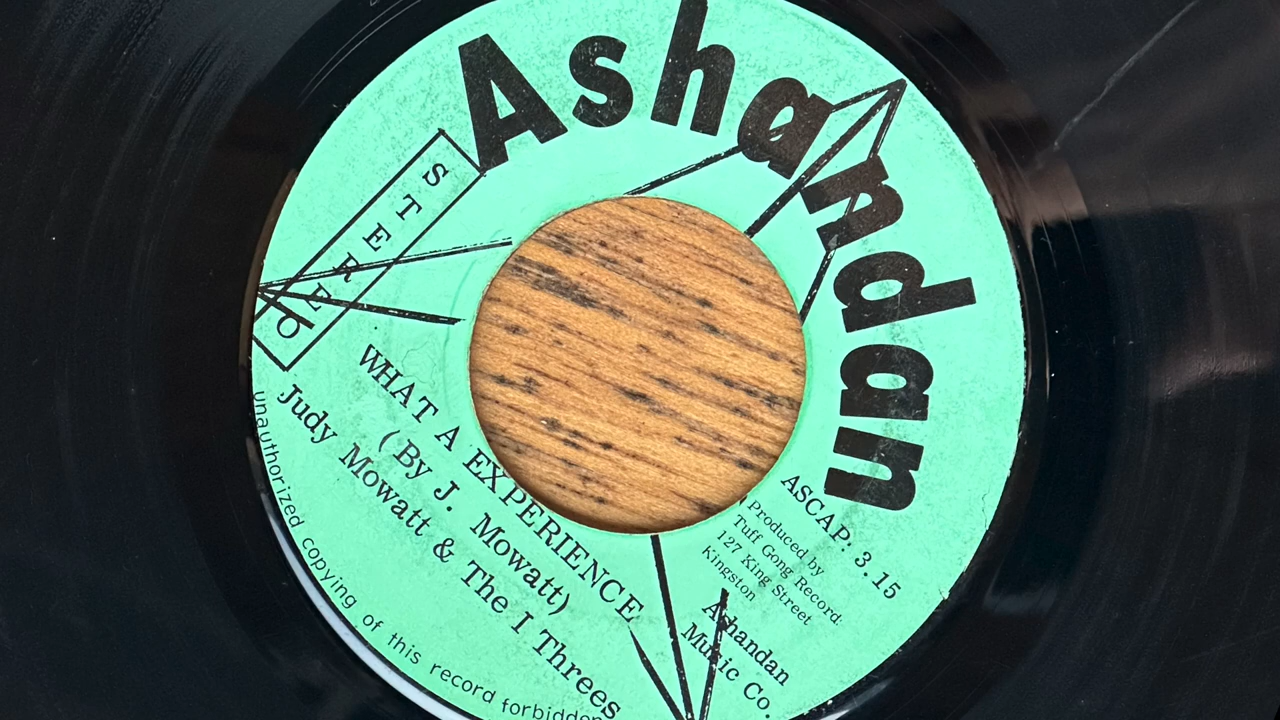 Ashandan
STEREO
WHAT A EXPERIENCE
(By J. Mowatt)
Judy Mowatt & The I Threes
ASCAP: 3.15
Produced by
Tuff Gong Record:
127 King Street
Kingston
Ashandan
Music Co.
unauthorized copying of this record forbidden